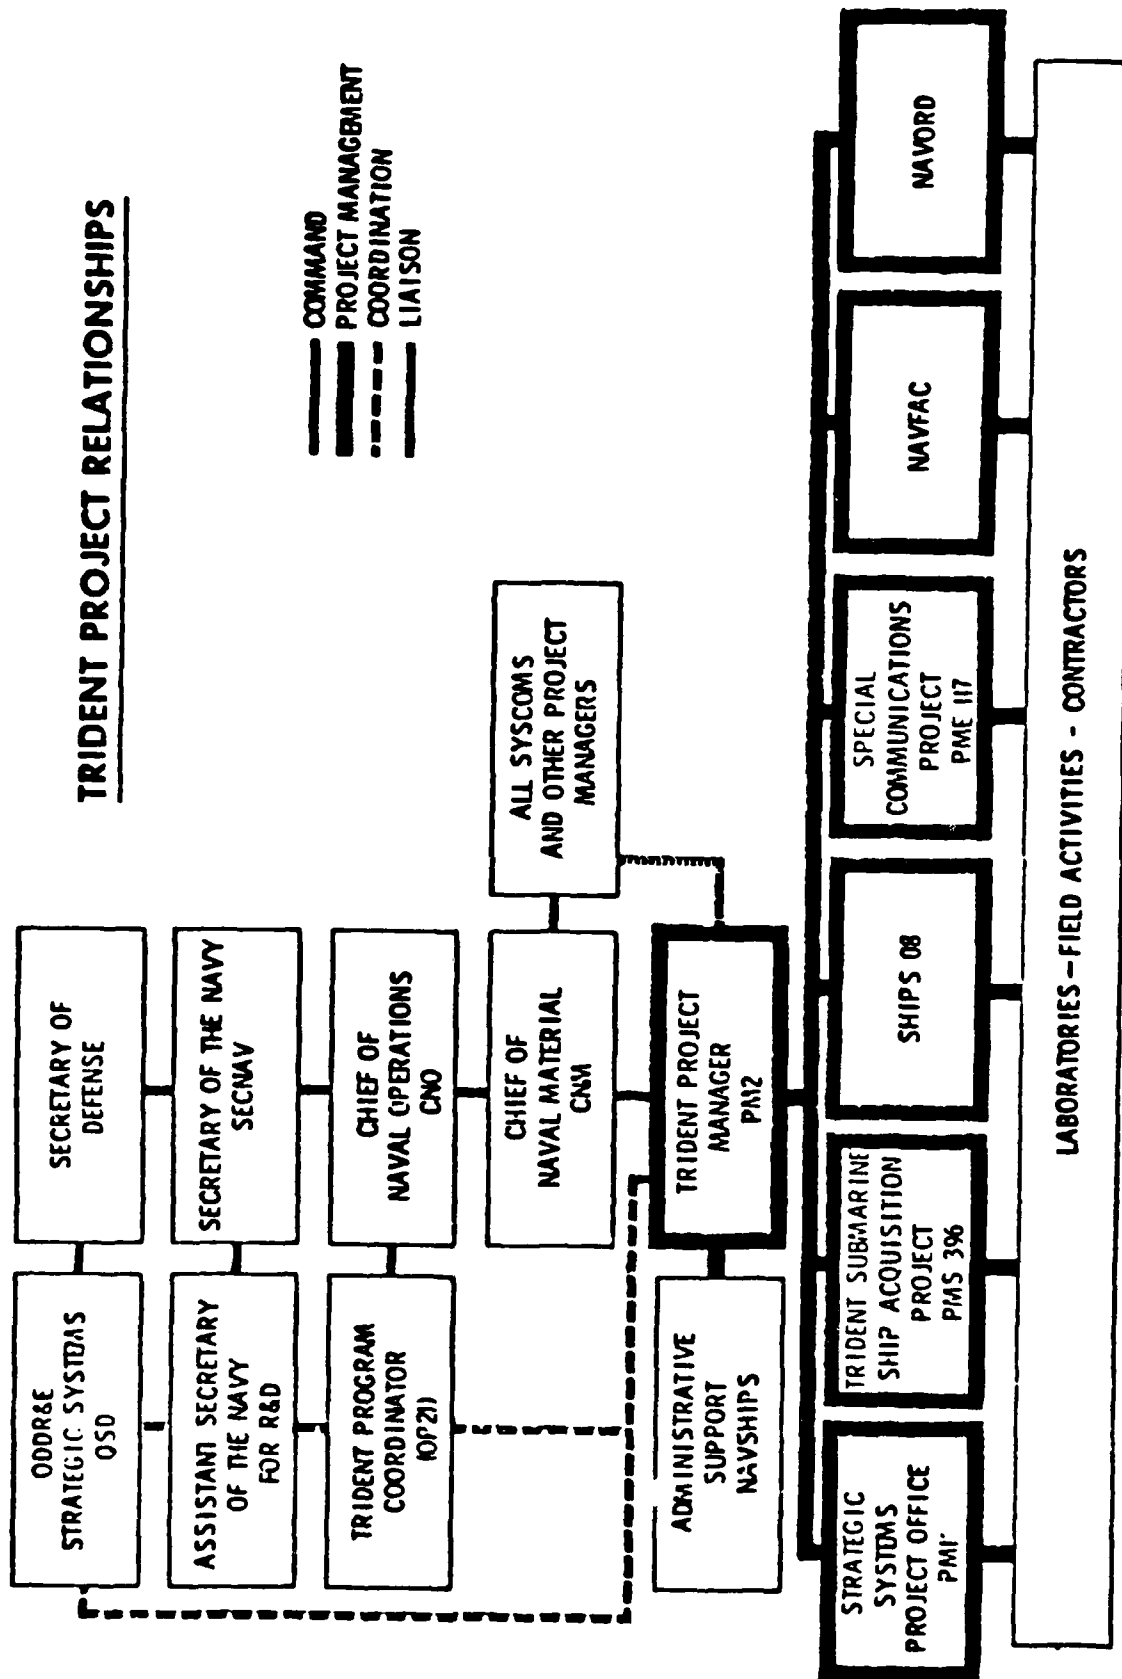 TRIDENT PROJECT RELATIONSHIPS
COMMAND
PROJECT MANAGEMENT
COORDINATION
LIAISON
ODDR&E
STRATEGIC SYSTEMS
OSD
SECRETARY OF
DEFENSE
ASSISTANT SECRETARY
OF THE NAVY
FOR R&D
SECRETARY OF THE NAVY
SECNAV
TRIDENT PROGRAM
COORDINATOR
(OP21)
CHIEF OF
NAVAL OPERATIONS
CNO
CHIEF OF
NAVAL MATERIAL
CNM
ALL SYSCOMS
AND OTHER PROJECT
MANAGERS
ADMINISTRATIVE
SUPPORT
NAVSHIPS
TRIDENT PROJECT
MANAGER
PM2
STRATEGIC
SYSTEMS
PROJECT OFFICE
PM1
TRIDENT SUBMARINE
SHIP ACQUISITION
PROJECT
PMS 396
SHIPS 08
SPECIAL
COMMUNICATIONS
PROJECT
PME 117
NAVFAC
NAVORD
LABORATORIES - FIELD ACTIVITIES - CONTRACTORS